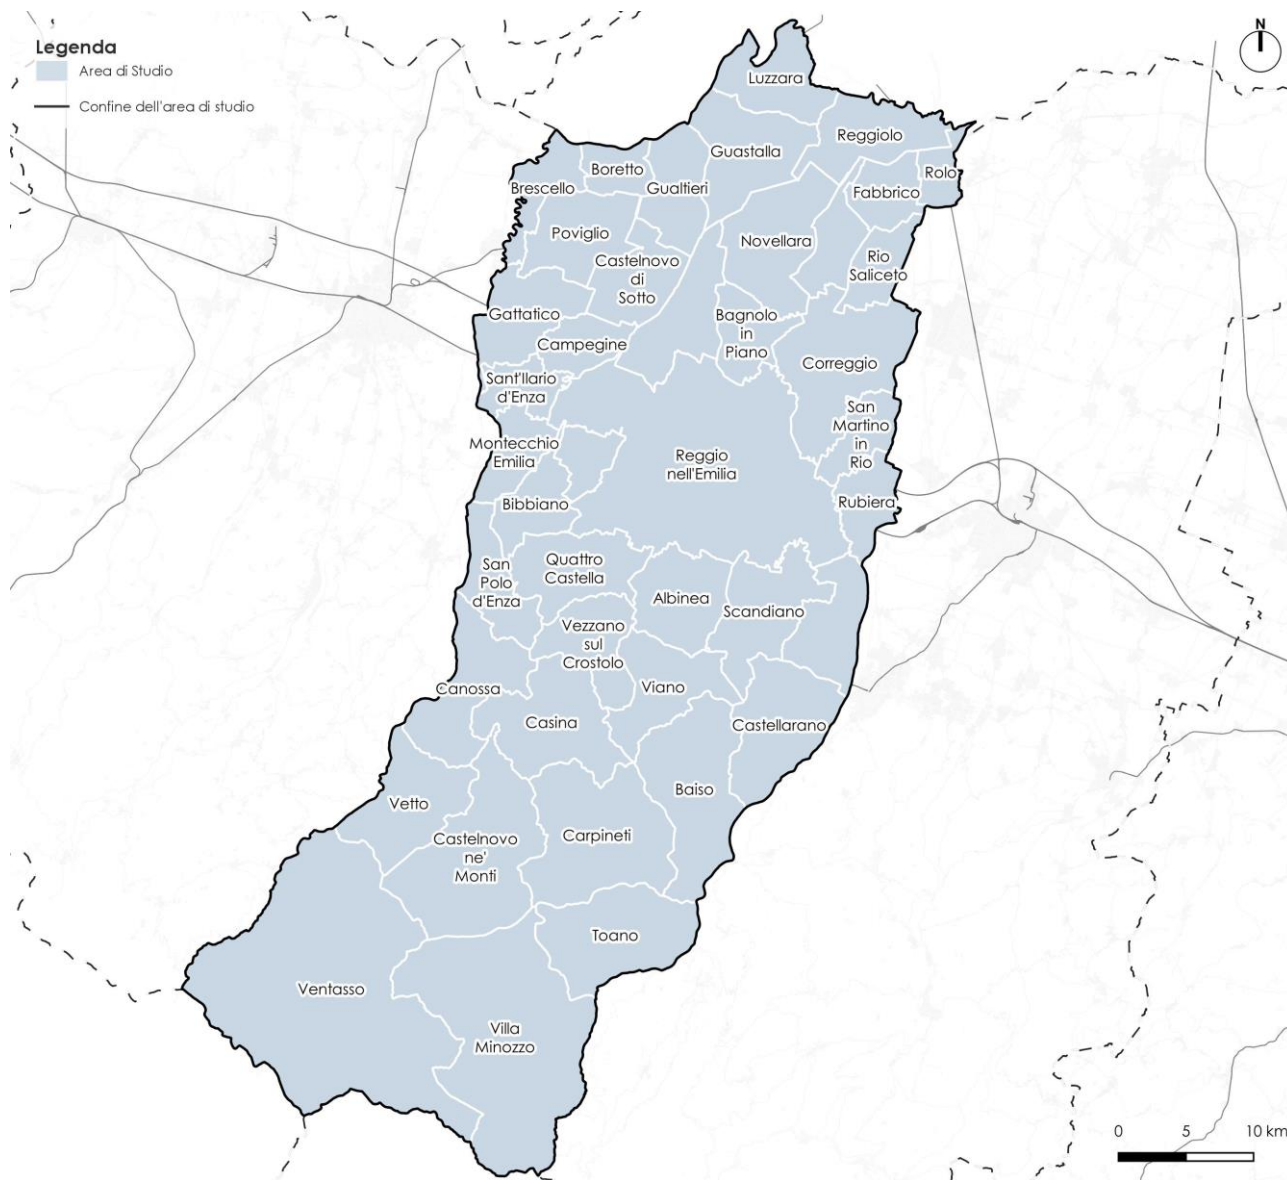 Legenda
Area di Studio
Confine dell'area di studio
N
Luzzara
Reggiolo
Guastalla
Boretto
Rolo
Brescello
Gualtieri
Fabbrico
Poviglio
Novellara
Castelnovo
di
Sotto
Rio
Saliceto
Gattatico
Bagnolo
in
Piano
Campegine
Correggio
Sant'Ilario
d'Enza
San
Martino
in
Rio
Montecchio
Emilia
Reggio
nell'Emilia
Bibbiano
Rubiera
San
Polo
d'Enza
Quattro
Castella
Albinea
Scandiano
Vezzano
sul
Crostolo
Canossa
Viano
Casina
Castellarano
Vetto
Baiso
Castelnovo
ne'
Monti
Carpineti
Toano
Ventasso
Villa
Minozzo
0 5 10 km